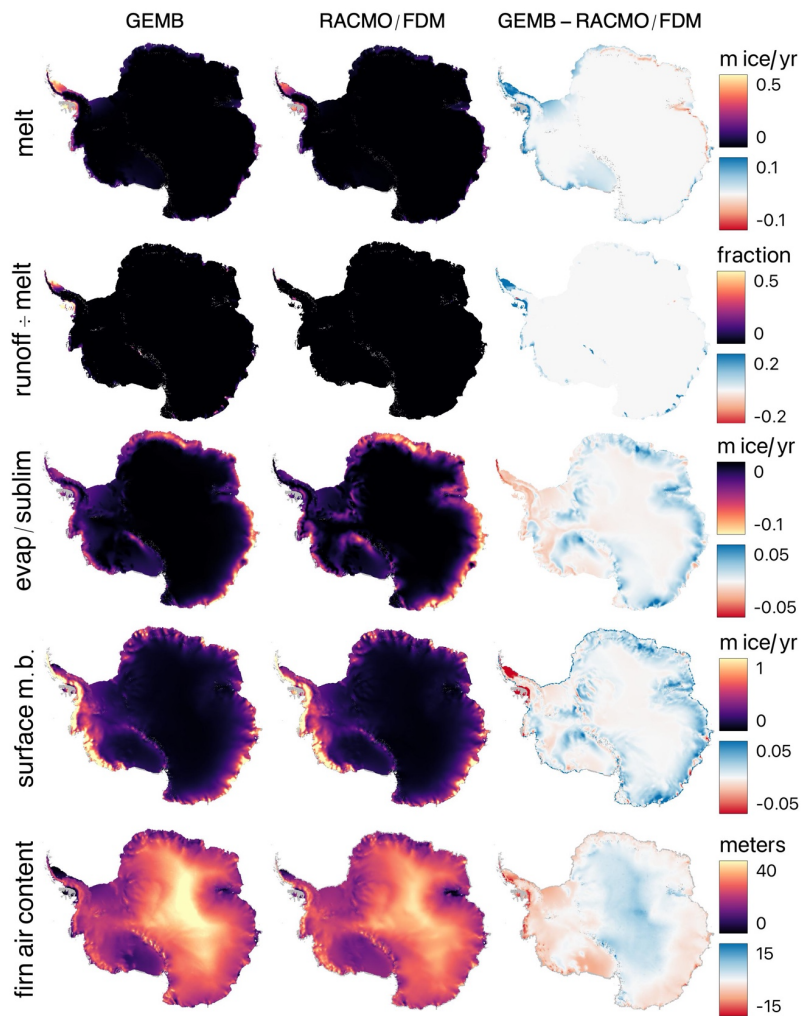 GEMB RACMO/FDM GEMB – RACMO/FDM
melt
m ice/yr
0.5
0
0.1
-0.1
runoff ÷ melt
fraction
0.5
0
0.2
-0.2
evap/sublim
m ice/yr
0
-0.1
0.05
-0.05
surface m.b.
m ice/yr
1
0
0.05
-0.05
firn air content
meters
40
0
15
-15